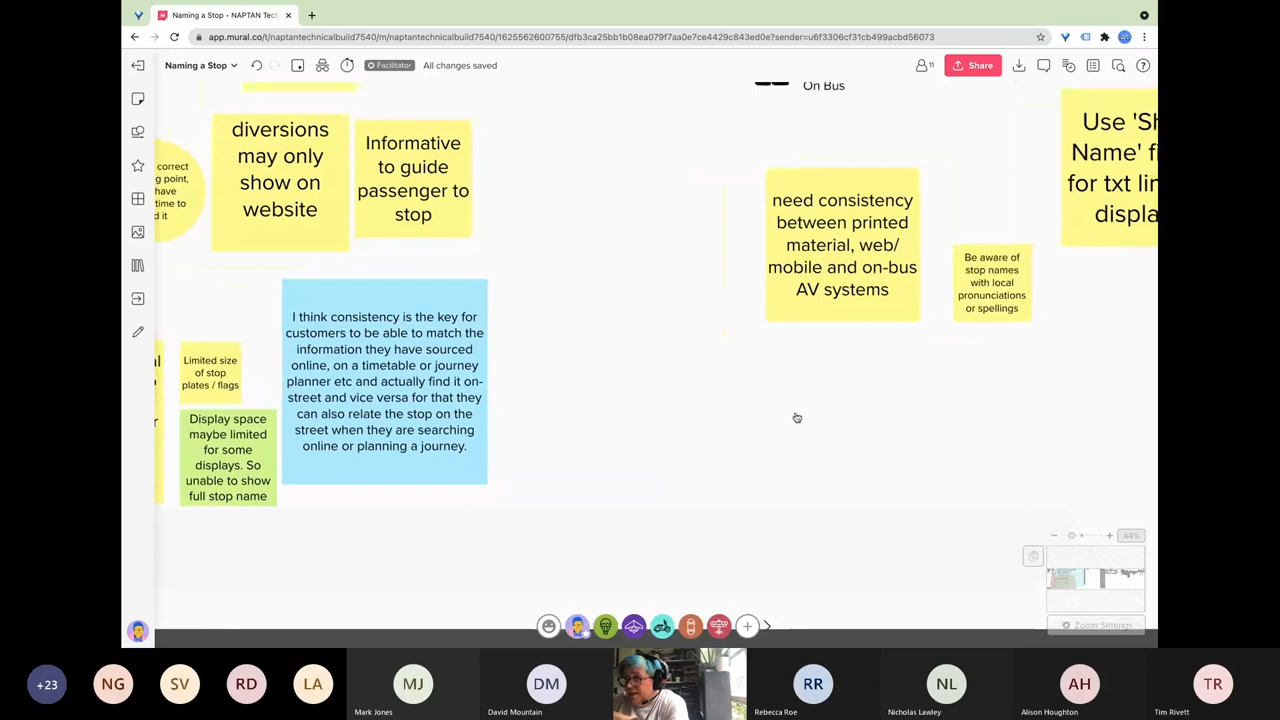 Naming a Stop • NAPTAN Tech
app.mural.co/t/naptantechnicalbuild7540/m/naptantechnicalbuild7540/1625562600755/dfb3ca25bb1b08ea079f7aa0e7ce4429c843ed0e?sender=u6f3306cf31cb499acbd56073
Naming a Stop
Facilitator
All changes saved
11
Share
On Bus
correct
g point,
have
time to
d it
diversions
may only
show on
website
Informative
to guide
passenger to
stop
need consistency
between printed
material, web/
mobile and on-bus
AV systems
Be aware of
stop names
with local
pronunciations
or spellings
Use 'Sh
Name' fi
for txt lin
displa
Limited size
of stop
plates / flags
Display space
maybe limited
for some
displays. So
unable to show
full stop name
I think consistency is the key for
customers to be able to match the
information they have sourced
online, on a timetable or journey
planner etc and actually find it on-
street and vice versa for that they
can also relate the stop on the
street when they are searching
online or planning a journey.
44%
Zoom Settings
+23
NG
SV
RD
LA
MJ
Mark Jones
DM
David Mountain
RR
Rebecca Roe
NL
Nicholas Lawley
AH
Alison Houghton
TR
Tim Rivett